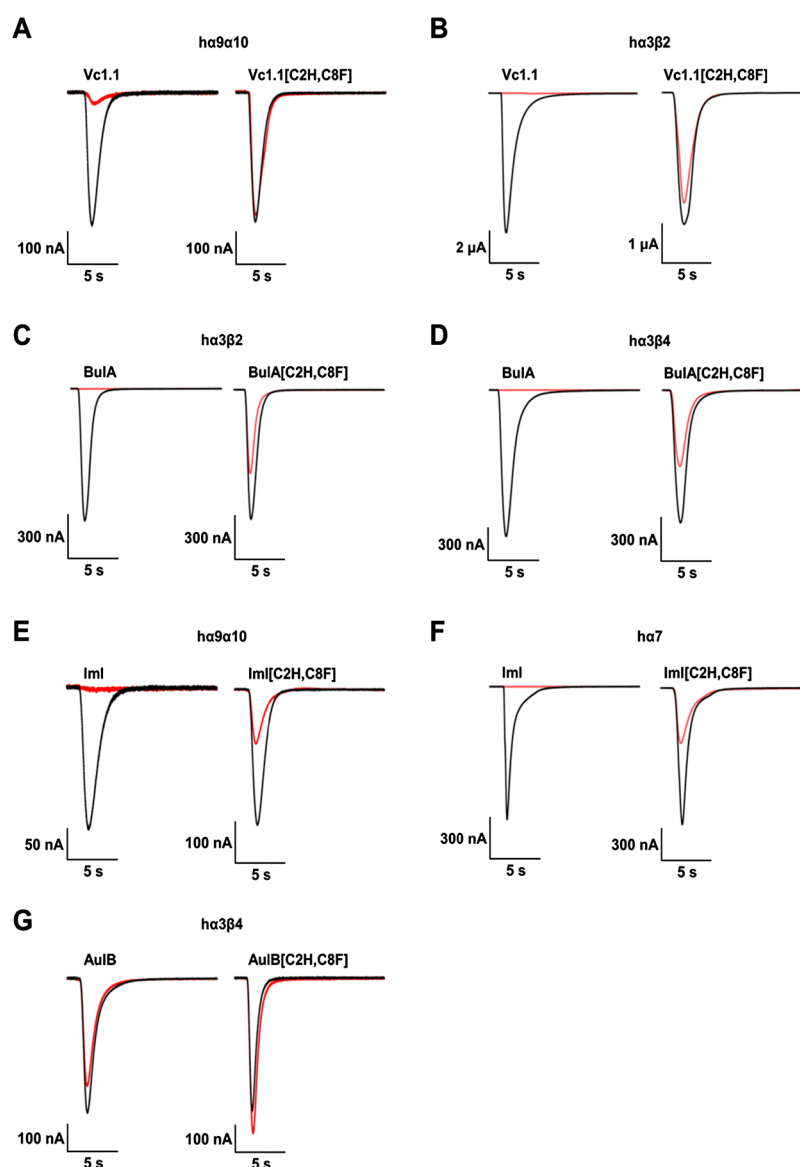 A
hα9α10
Vc1.1
Vc1.1[C2H,C8F]
100 nA
5 s
100 nA
5 s
B
hα3β2
Vc1.1
Vc1.1[C2H,C8F]
2 µA
5 s
1 µA
5 s
C
hα3β2
BuIA
BuIA[C2H,C8F]
300 nA
5 s
300 nA
5 s
D
hα3β4
BuIA
BuIA[C2H,C8F]
300 nA
5 s
300 nA
5 s
E
hα9α10
ImI
ImI[C2H,C8F]
50 nA
5 s
100 nA
5 s
F
hα7
ImI
ImI[C2H,C8F]
300 nA
5 s
300 nA
5 s
G
hα3β4
AuIB
AuIB[C2H,C8F]
100 nA
5 s
100 nA
5 s